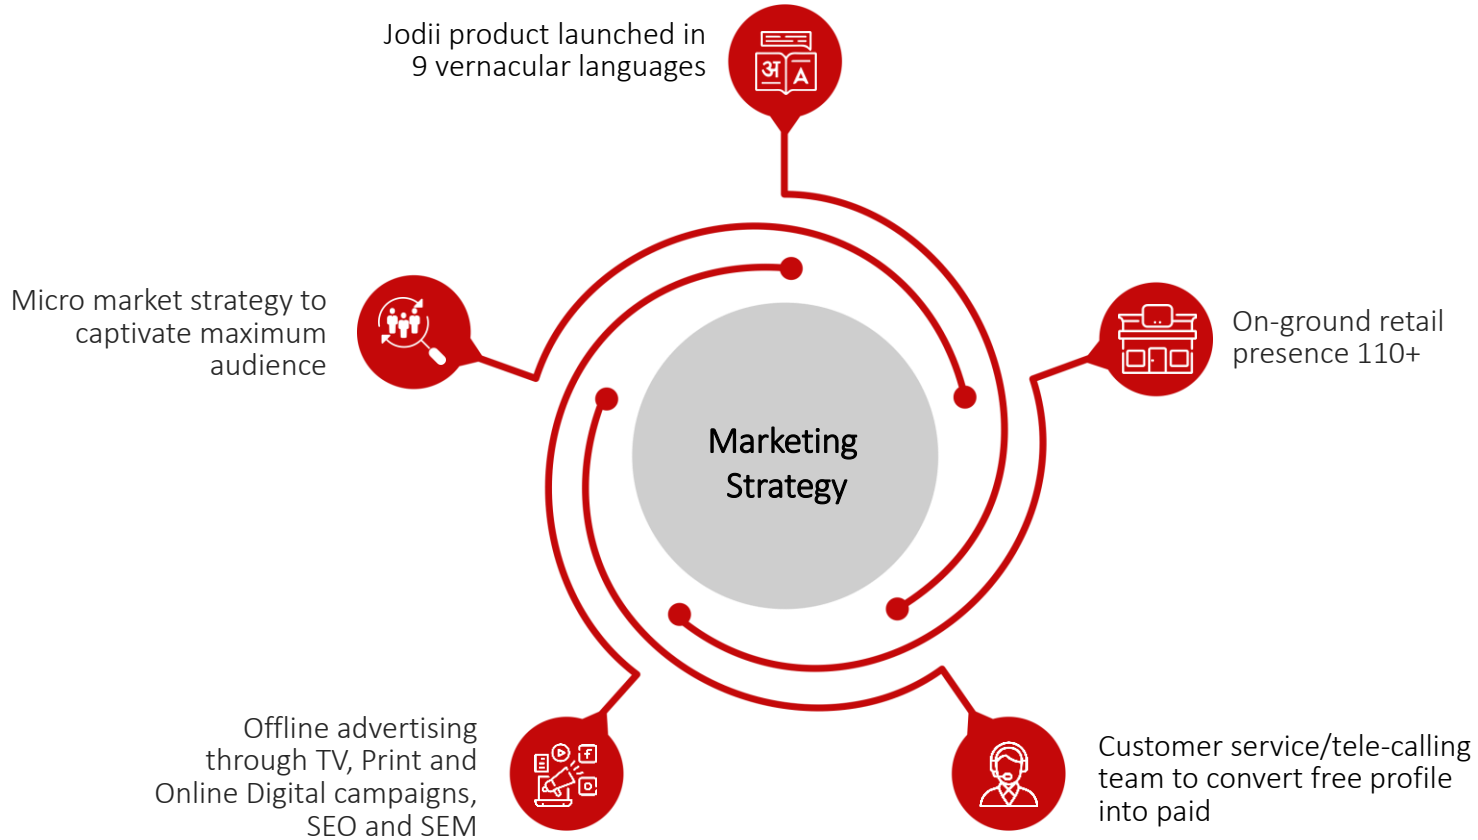 Jodii product launched in
9 vernacular languages
अ A
Micro market strategy to
captivate maximum
audience
On-ground retail
presence 110+
Marketing
Strategy
Offline advertising
through TV, Print and
Online Digital campaigns,
SEO and SEM
f
Customer service/tele-calling
team to convert free profile
into paid